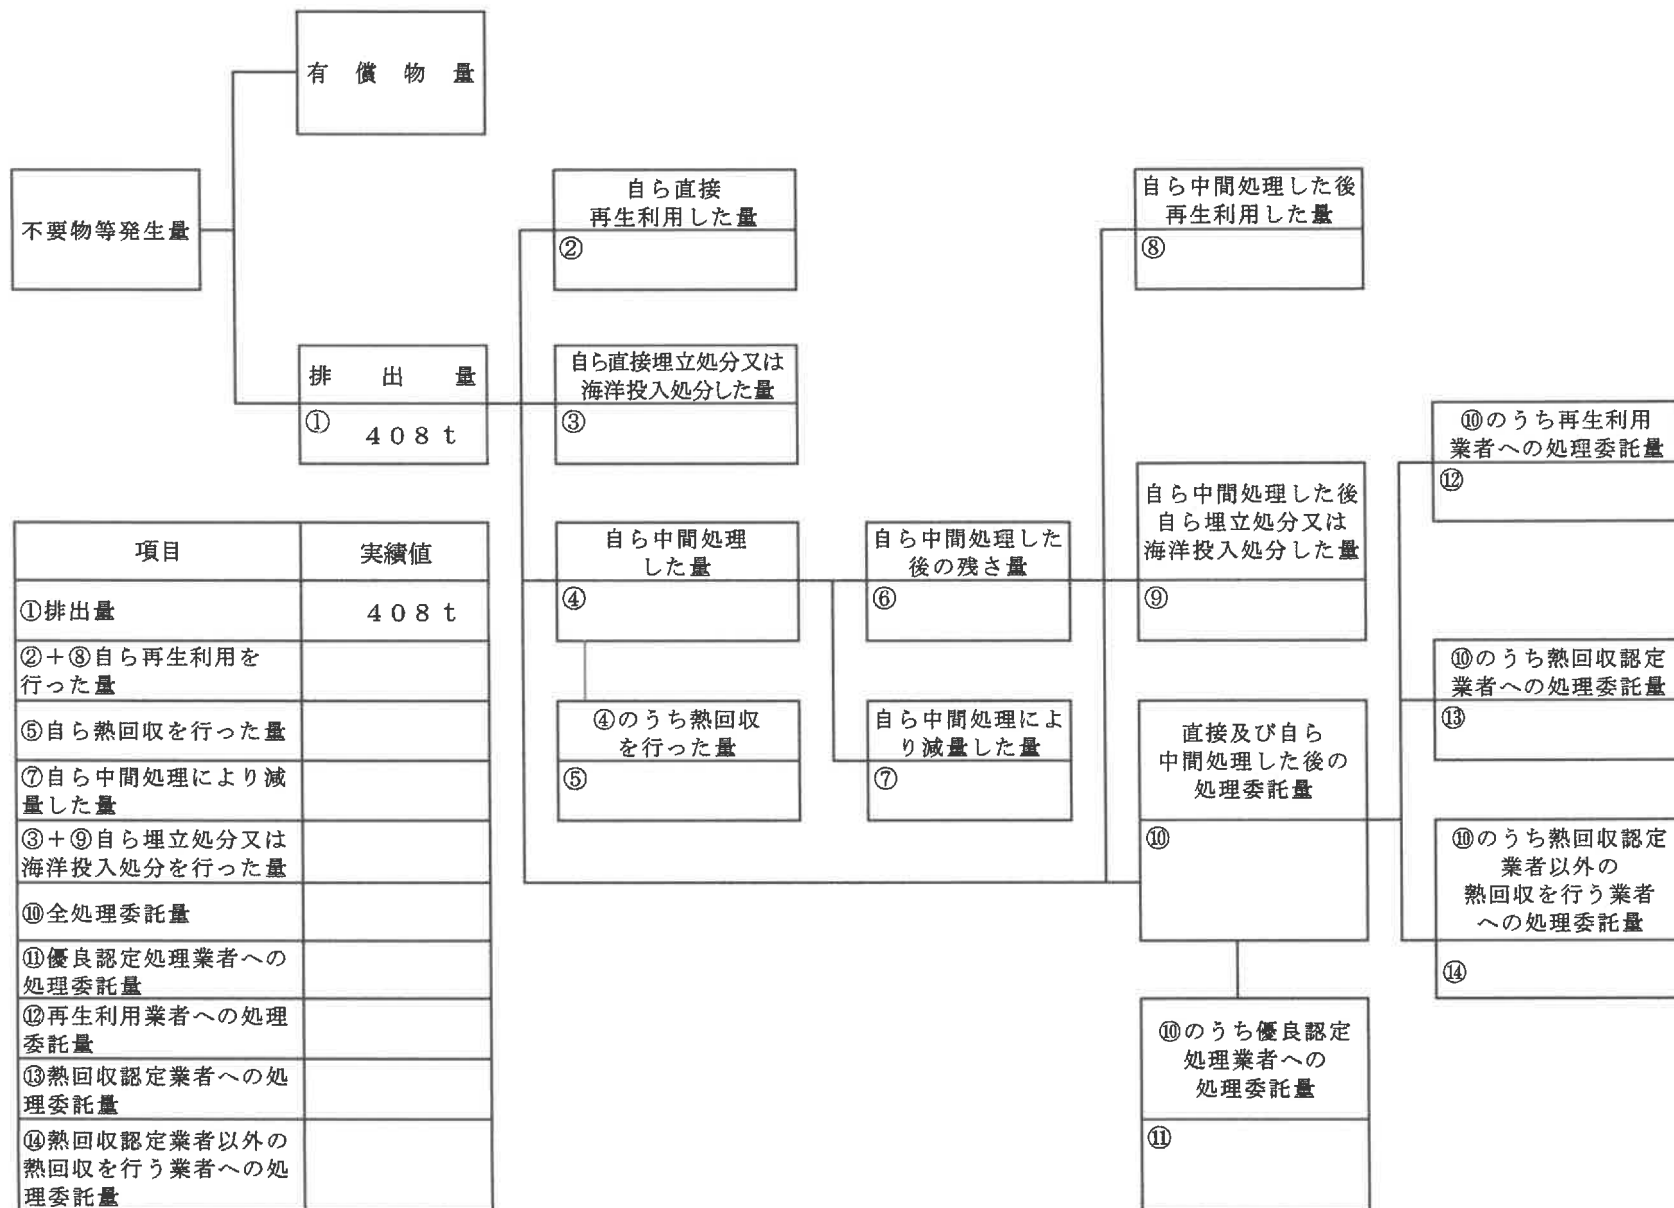 有償物量
不要物等発生量
排出量
①
408t
自ら直接
再生利用した量
②
自ら直接埋立処分又は
海洋投入処分した量
③
自ら中間処理
した量
④
④のうち熱回収
を行った量
⑤
自ら中間処理した
後の残さ量
⑥
自ら中間処理によ
り減量した量
⑦
自ら中間処理した後
再生利用した量
⑧
自ら中間処理した後
自ら埋立処分又は
海洋投入処分した量
⑨
直接及び自ら
中間処理した後の
処理委託量
⑩
⑩のうち優良認定
処理業者への
処理委託量
⑪
⑩のうち再生利用
業者への処理委託量
⑫
⑩のうち熱回収認定
業者への処理委託量
⑬
⑩のうち熱回収認定
業者以外の
熱回収を行う業者
への処理委託量
⑭
項目 実績値
①排出量 408t
②+⑧自ら再生利用を
行った量
⑤自ら熱回収を行った量
⑦自ら中間処理により減
量した量
③+⑨自ら埋立処分又は
海洋投入処分を行った量
⑩全処理委託量
⑪優良認定処理業者への
処理委託量
⑫再生利用業者への処理
委託量
⑬熱回収認定業者への処
理委託量
⑭熱回収認定業者以外の
熱回収を行う業者への処
理委託量